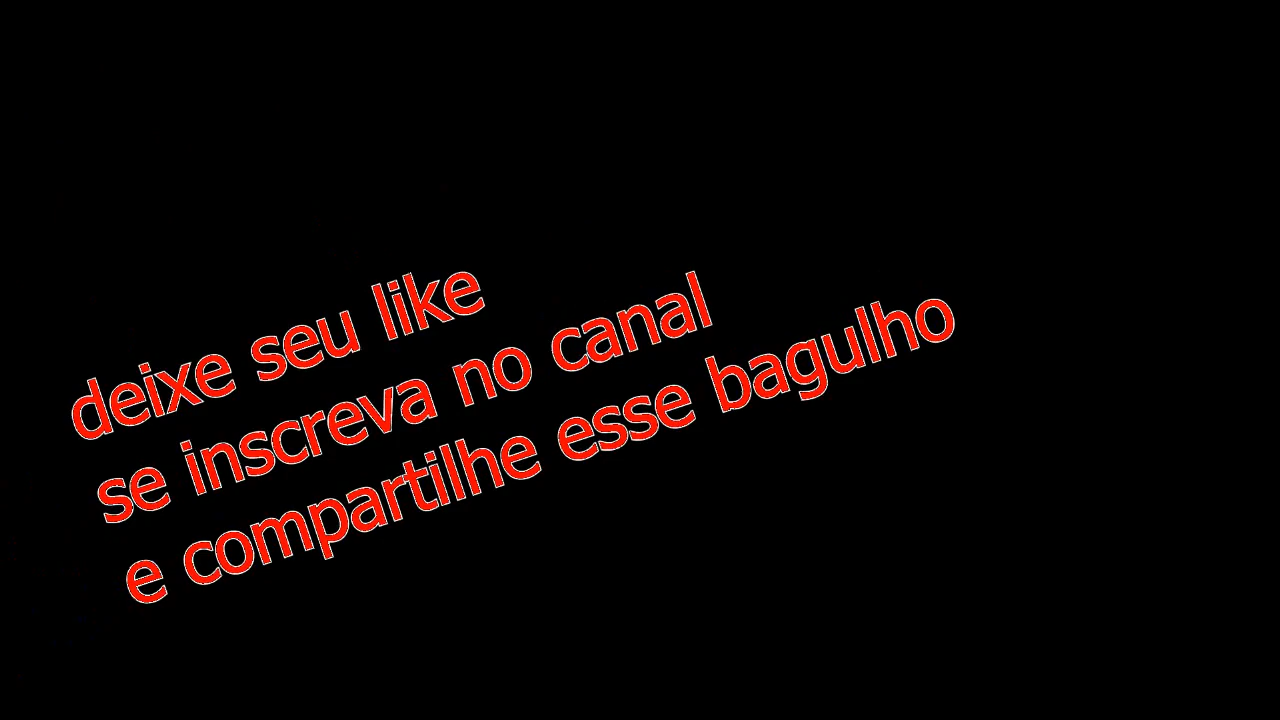 deixe seu like
se inscreva no canal
e compartilhe esse bagulho